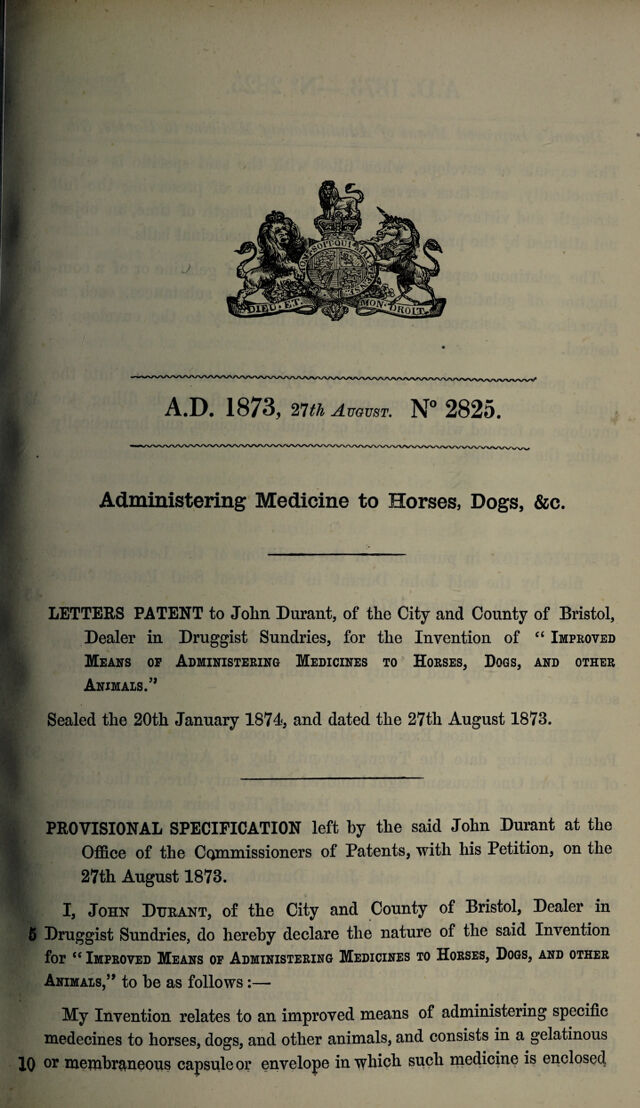 DIEU ET MON DROIT
A.D. 1873, 27th August. No 2825.
Administering Medicine to Horses, Dogs, &c.
LETTERS PATENT to John Durant, of the City and County of Bristol,
Dealer in Druggist Sundries, for the Invention of “ Improved
Means of Administering Medicines to Horses, Dogs, and other
Animals.”
Sealed the 20th January 1874, and dated the 27th August 1873.
PROVISIONAL SPECIFICATION left by the said John Durant at the
Office of the Commissioners of Patents, with his Petition, on the
27th August 1873.
I, John Durant, of the City and County of Bristol, Dealer in
5 Druggist Sundries, do hereby declare the nature of the said Invention
for “ Improved Means of Administering Medicines to Horses, Dogs, and other
Animals,” to be as follows :—
My Invention relates to an improved means of administering specific
medecines to horses, dogs, and other animals, and consists in a gelatinous
10 or membraneous capsule or envelope in which such medicine is enclosed